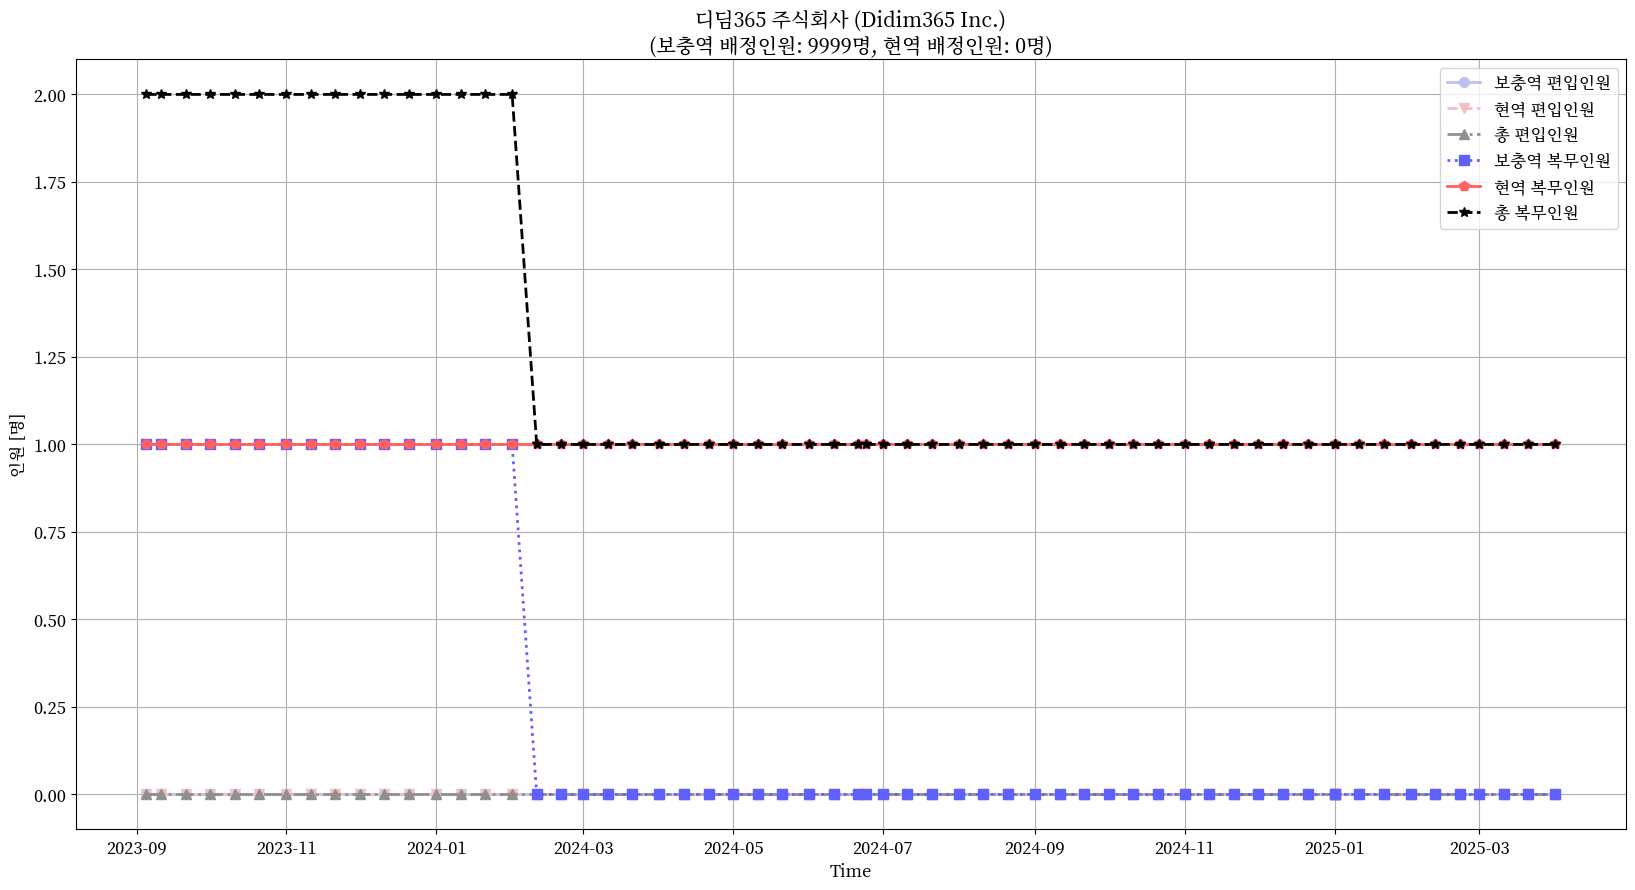 디딤365 주식회사 (Didim365 Inc.)
(보충역 배정인원: 9999명, 현역 배정인원: 0명)
보충역 편입인원
현역 편입인원
총 편입인원
보충역 복무인원
현역 복무인원
총 복무인원
인원 [명]
2.00
1.75
1.50
1.25
1.00
0.75
0.50
0.25
0.00
2023-09 2023-11 2024-01 2024-03 2024-05 2024-07 2024-09 2024-11 2025-01 2025-03
Time